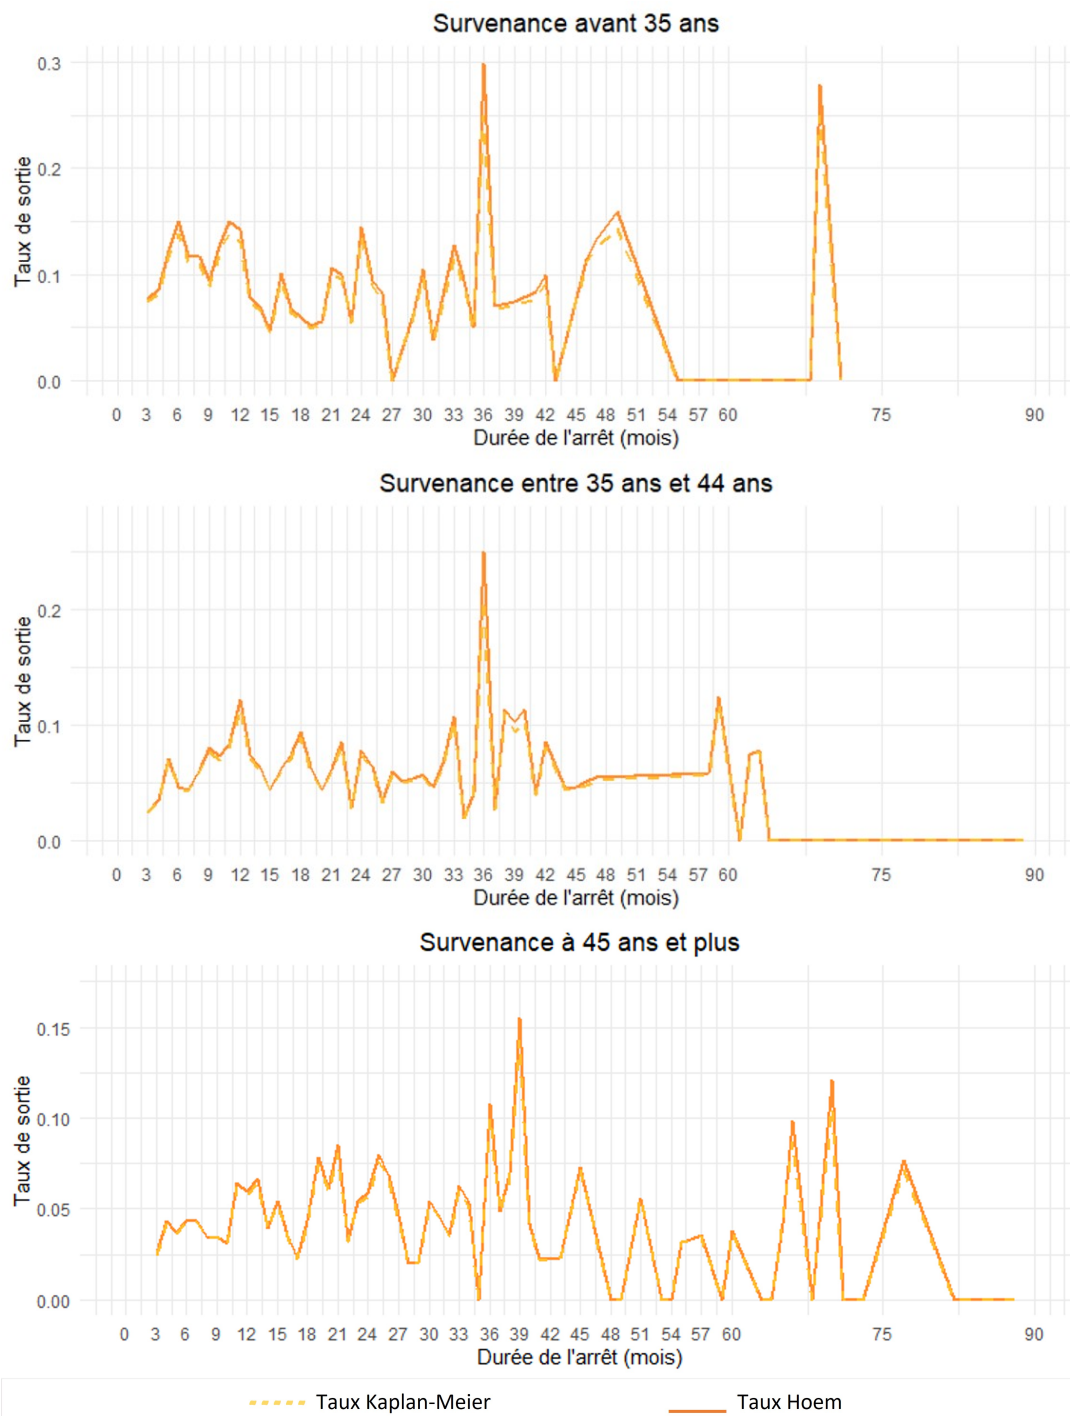 Survenance avant 35 ans
Taux de sortie
0.3
0.2
0.1
0.0
0 3 6 9 12 15 18 21 24 27 30 33 36 39 42 45 48 51 54 57 60 75 90
Durée de l'arrêt (mois)
Survenance entre 35 ans et 44 ans
Taux de sortie
0.2
0.1
0.0
0 3 6 9 12 15 18 21 24 27 30 33 36 39 42 45 48 51 54 57 60 75 90
Durée de l'arrêt (mois)
Survenance à 45 ans et plus
Taux de sortie
0.15
0.10
0.05
0.00
0 3 6 9 12 15 18 21 24 27 30 33 36 39 42 45 48 51 54 57 60 75 90
Durée de l'arrêt (mois)
Taux Kaplan-Meier Taux Hoem